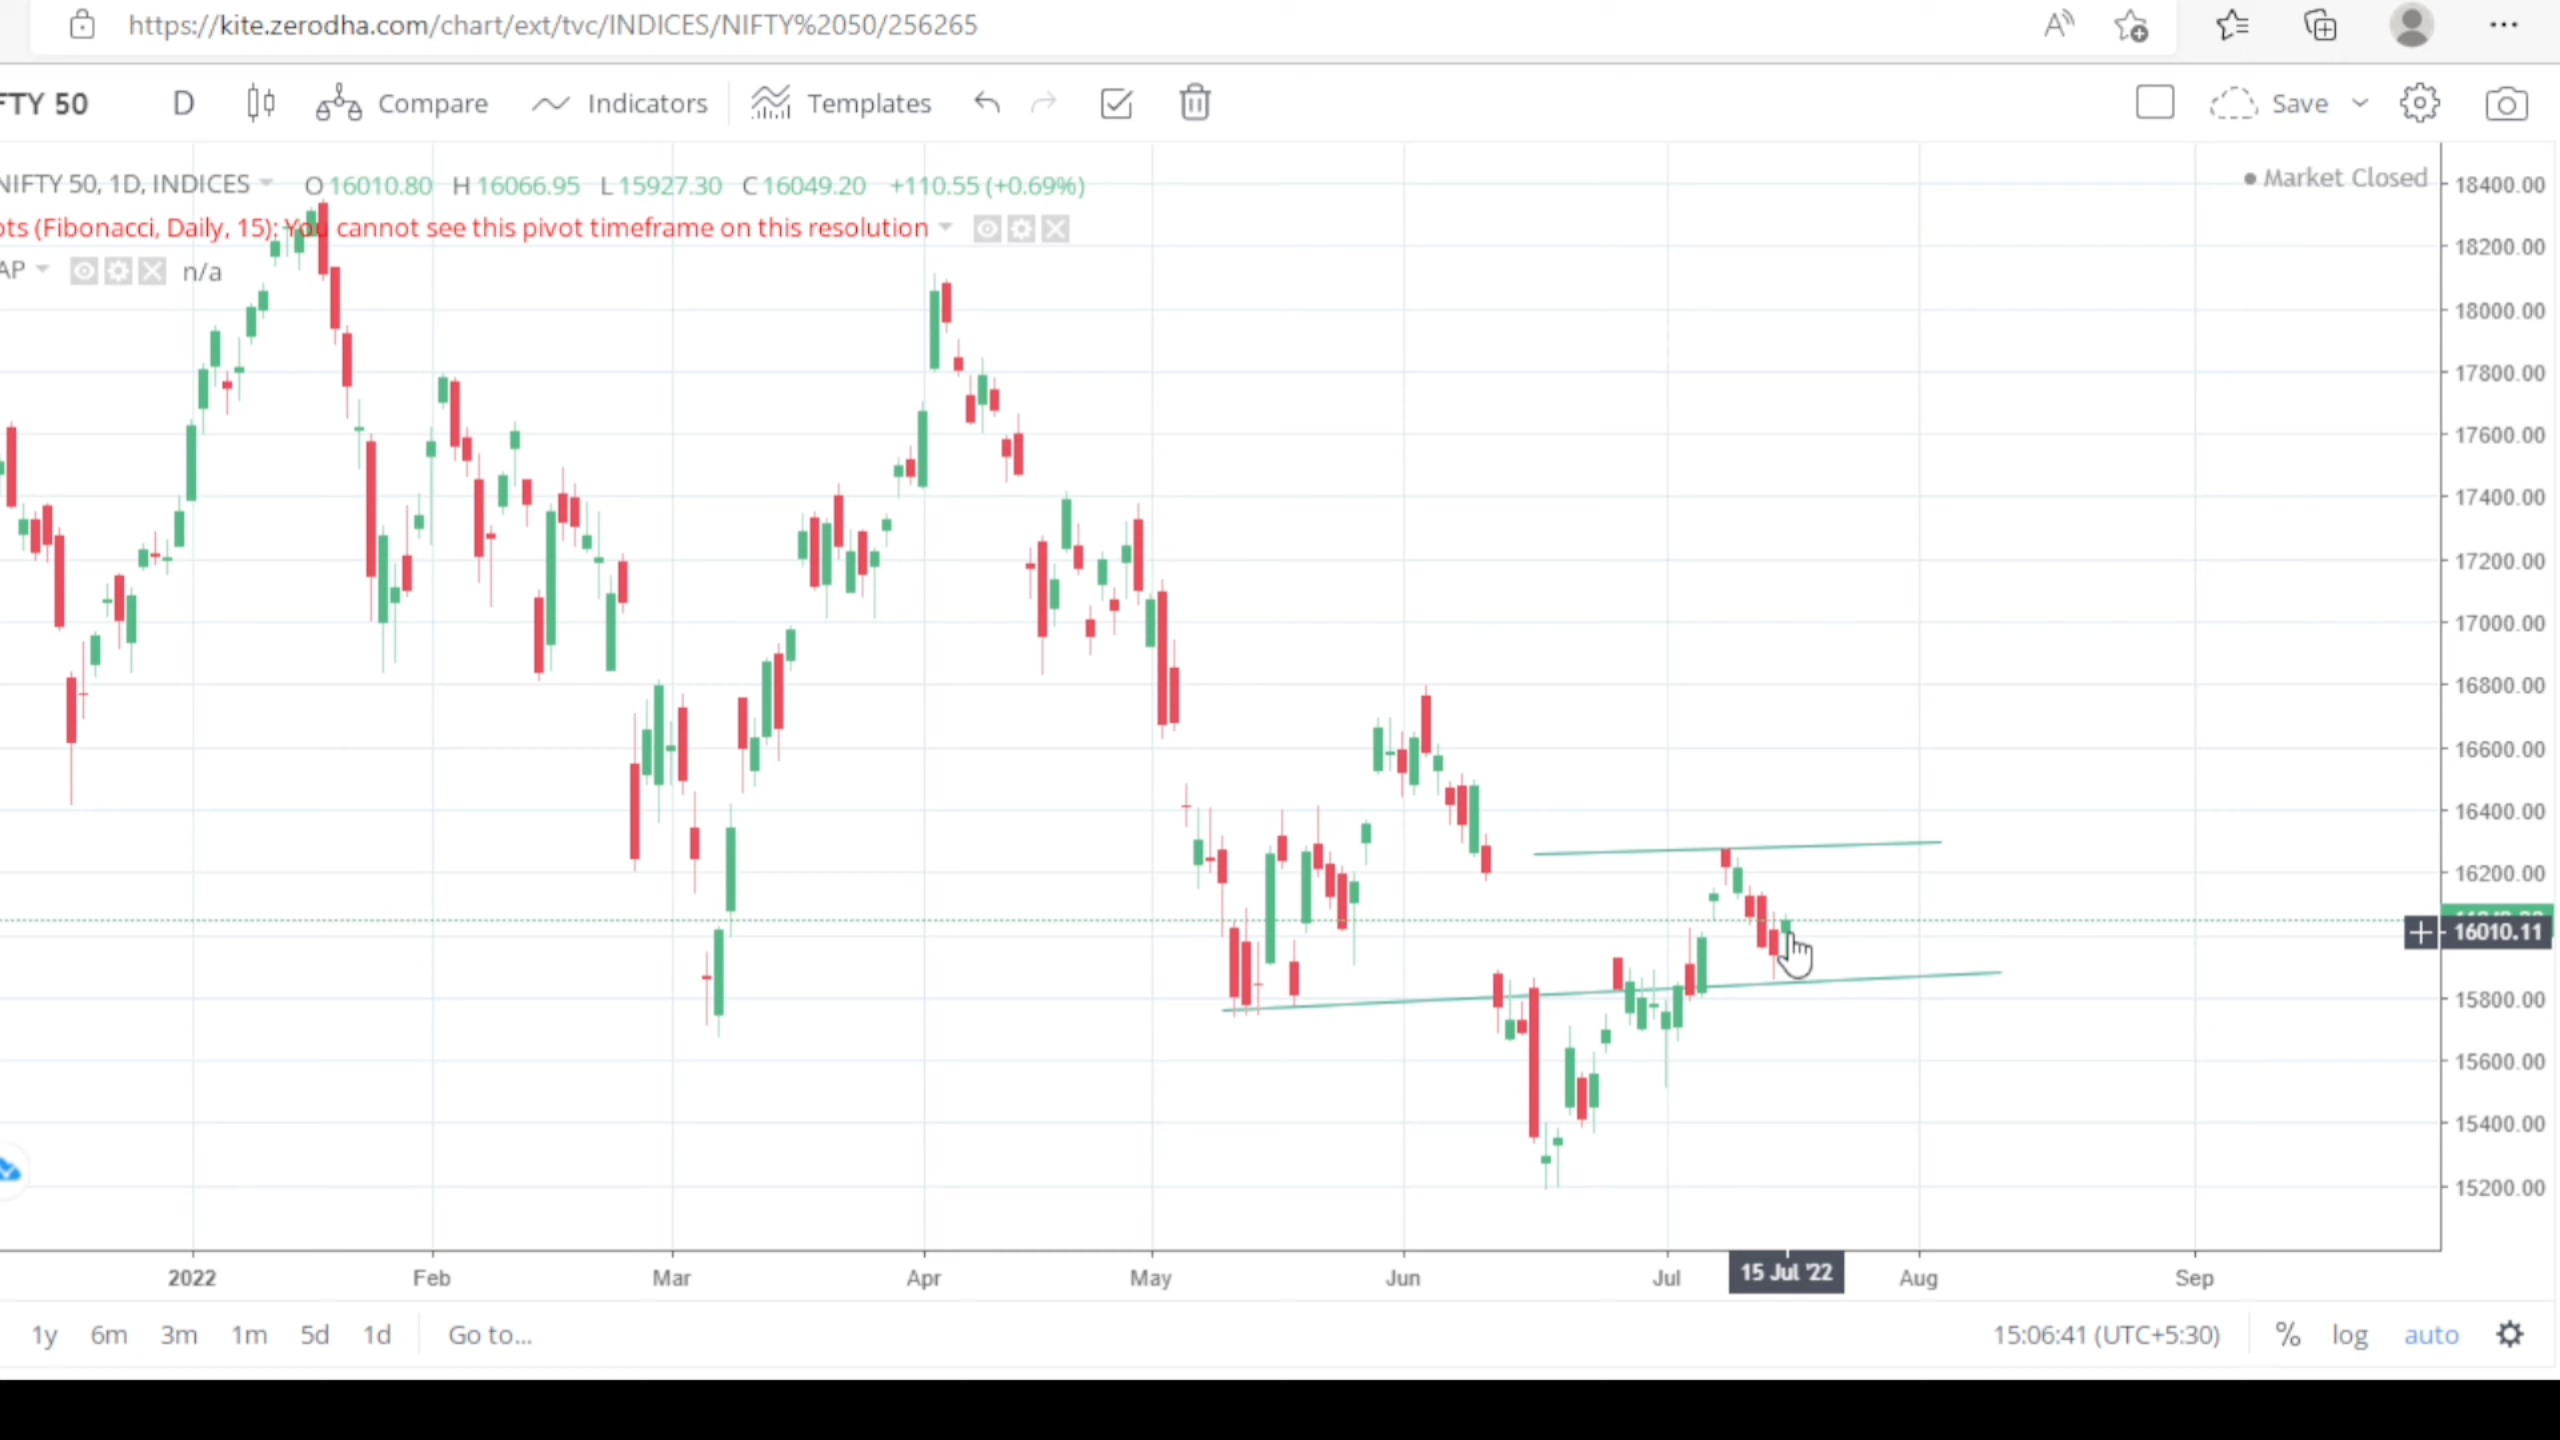 https://kite.zerodha.com/chart/ext/tvc/INDICES/NIFTY%2050/256265
FTY 50 D Compare Indicators Templates Save
NIFTY 50, 1D, INDICES O 16010.80 H 16066.95 L 15927.30 C 16049.20 +110.55 (+0.69%)
Market Closed
ots (Fibonacci, Daily, 15): You cannot see this pivot timeframe on this resolution
AP n/a
18400.00
18200.00
18000.00
17800.00
17600.00
17400.00
17200.00
17000.00
16800.00
16600.00
16400.00
16200.00
16010.11
15800.00
15600.00
15400.00
15200.00
2022 Feb Mar Apr May Jun Jul 15 Jul '22 Aug Sep
1y 6m 3m 1m 5d 1d Go to... 15:06:41 (UTC+5:30) % log auto